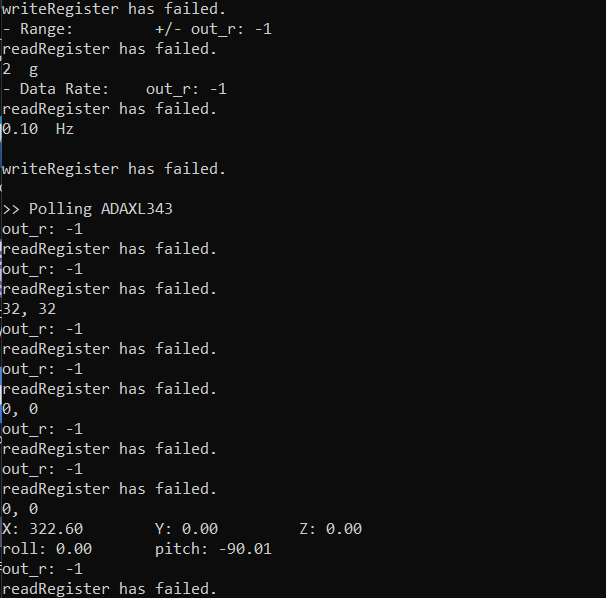 writeRegister has failed.
- Range: +/- out_r: -1
readRegister has failed.
2 g
- Data Rate: out_r: -1
readRegister has failed.
0.10 Hz
writeRegister has failed.
>> Polling ADAXL343
out_r: -1
readRegister has failed.
out_r: -1
readRegister has failed.
32, 32
out_r: -1
readRegister has failed.
out_r: -1
readRegister has failed.
0, 0
out_r: -1
readRegister has failed.
out_r: -1
readRegister has failed.
0, 0
X: 322.60 Y: 0.00 Z: 0.00
roll: 0.00 pitch: -90.01
out_r: -1
readRegister has failed.